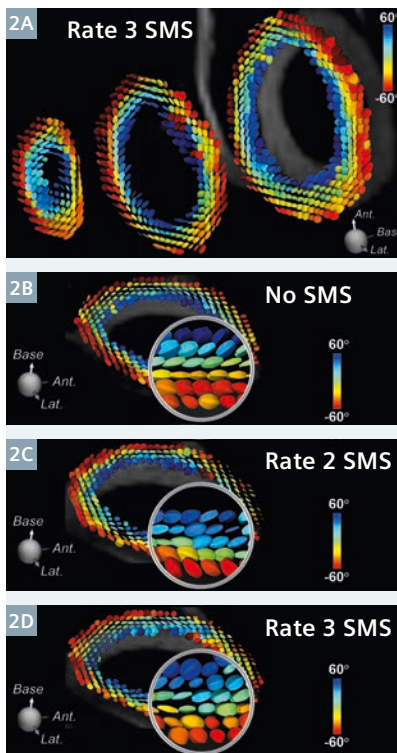 2A
Rate 3 SMS
60°
-60°
Ant.
Bas
Lat.
2B
No SMS
Base
Ant.
Lat.
60°
-60°
2C
Rate 2 SMS
Base
Ant.
Lat.
60°
-60°
2D
Rate 3 SMS
Base
Ant.
Lat.
60°
-60°